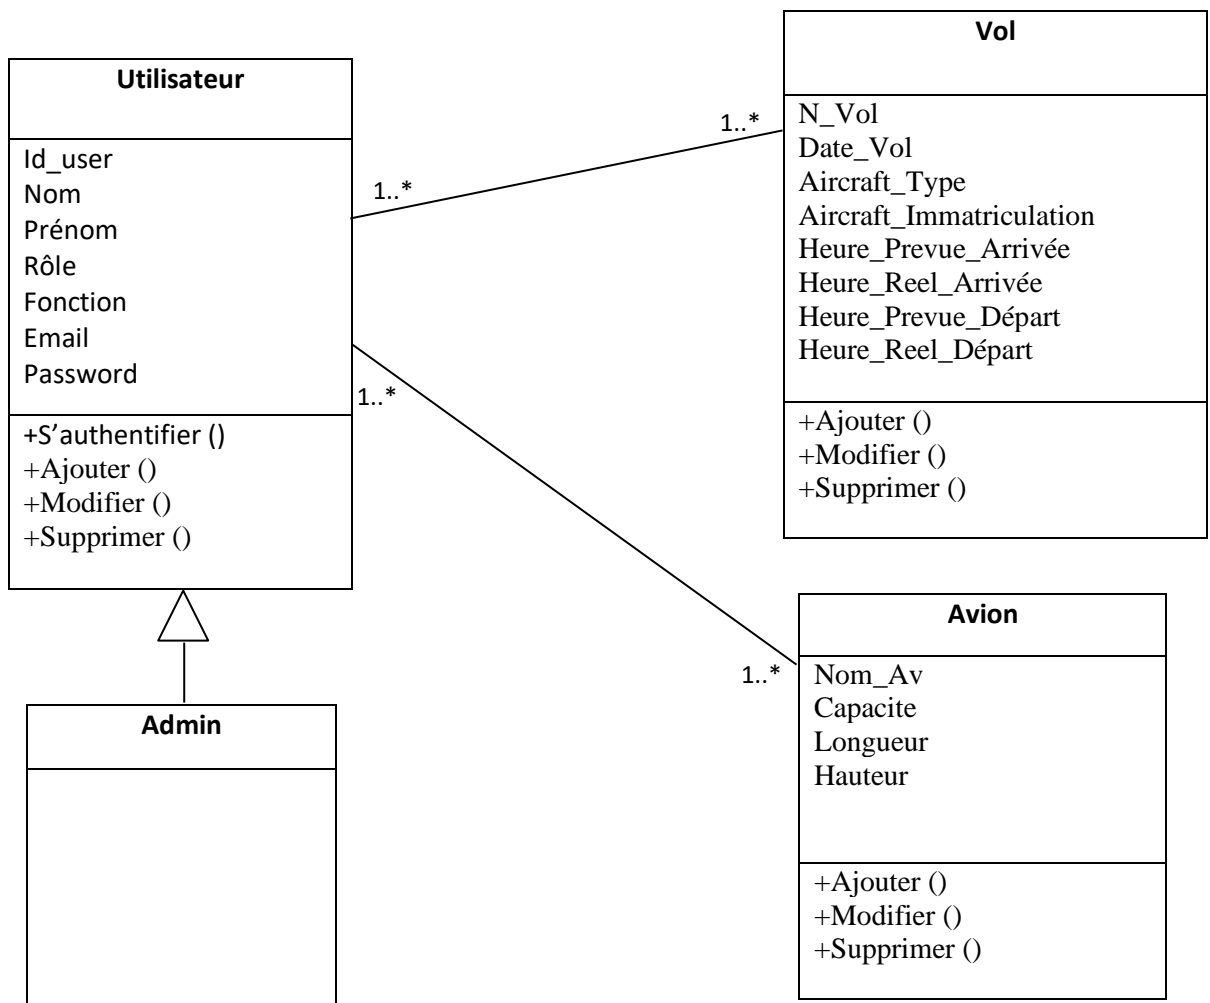 Utilisateur
Id_user
Nom
Prénom
Rôle
Fonction
Email
Password
+S’authentifier ()
+Ajouter ()
+Modifier ()
+Supprimer ()
1..*
1..*
1..*
1..*
Vol
N_Vol
Date_Vol
Aircraft_Type
Aircraft_Immatriculation
Heure_Prevue_Arrivée
Heure_Reel_Arrivée
Heure_Prevue_Départ
Heure_Reel_Départ
+Ajouter ()
+Modifier ()
+Supprimer ()
Admin
Avion
Nom_Av
Capacite
Longueur
Hauteur
+Ajouter ()
+Modifier ()
+Supprimer ()